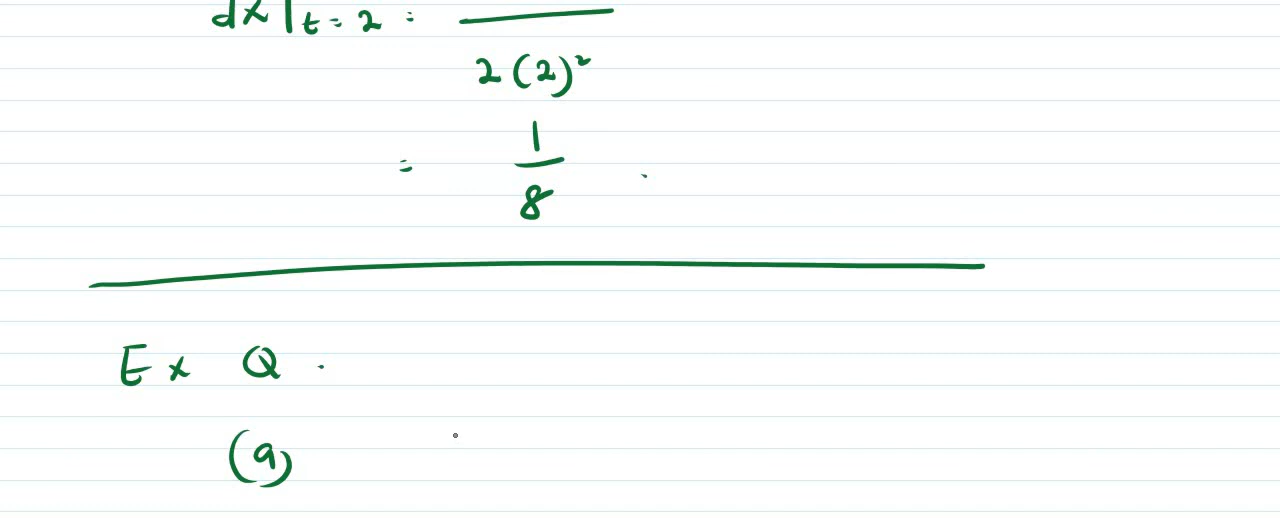 dx|t=2 =
2(2)²
= 1/8 .
Ex Q .
(a)